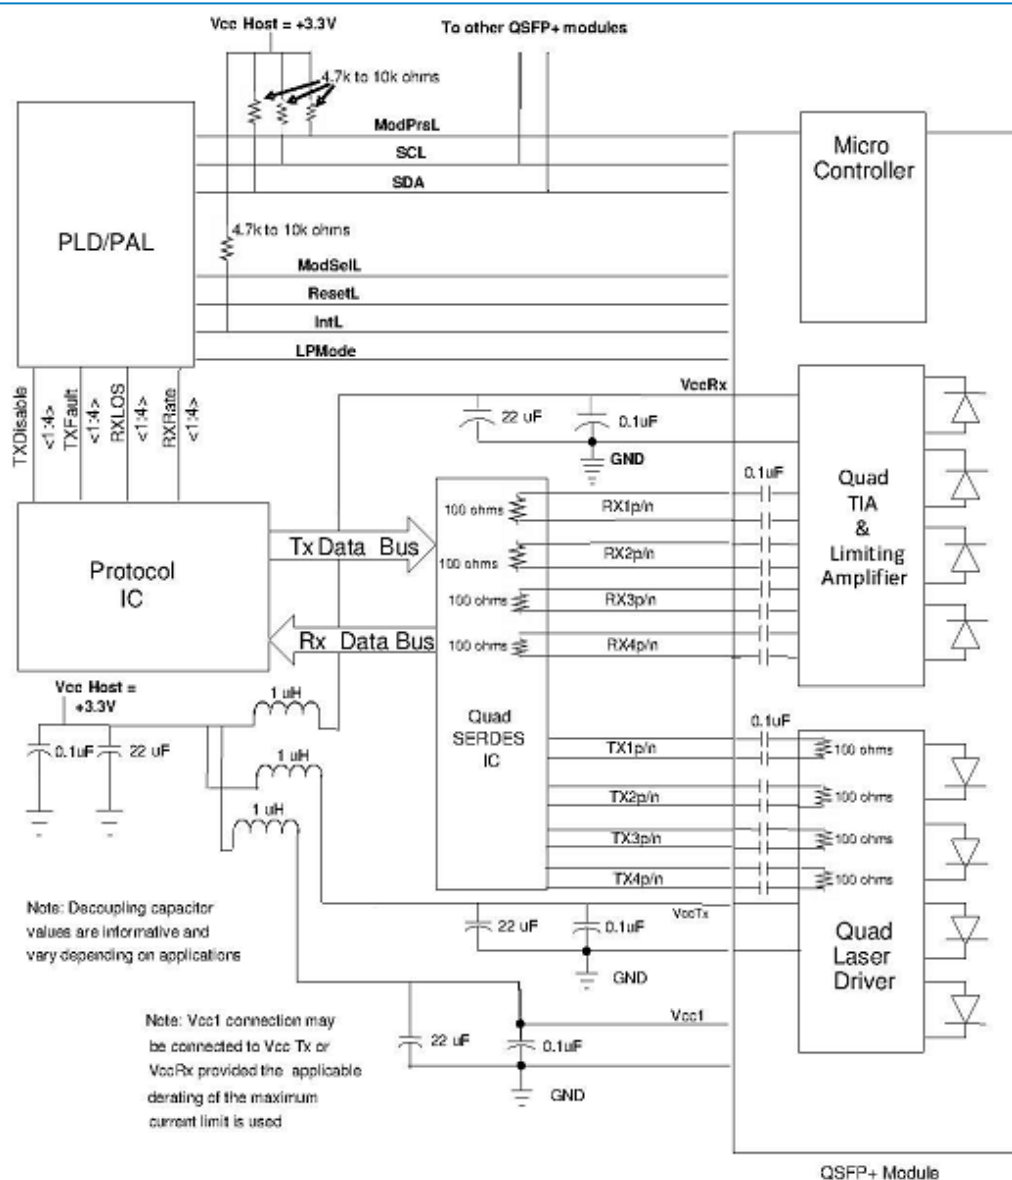 Vcc Host = +3.3V
To other QSFP+ modules
4.7k to 10k ohms
ModPrsL
SCL
SDA
Micro
Controller
PLD/PAL
4.7k to 10k ohms
ModSelL
ResetL
IntL
LPMode
TXDisable
<1:4>
TXFault
<1:4>
RXLOS
<1:4>
RXRate
<1:4>
VccRx
22 uF
0.1uF
GND
0.1uF
Quad
TIA
&
Limiting
Amplifier
100 ohms
RX1p/n
100 ohms
RX2p/n
100 ohms
RX3p/n
100 ohms
RX4p/n
Tx Data Bus
Rx Data Bus
Protocol
IC
Vcc Host =
+3.3V
0.1uF
22 uF
1 uH
1 uH
1 uH
Quad
SERDES
IC
0.1uF
TX1p/n
100 ohms
TX2p/n
100 ohms
TX3p/n
100 ohms
TX4p/n
100 ohms
Quad
Laser
Driver
VccTx
22 uF
0.1uF
GND
Note: Decoupling capacitor
values are informative and
vary depending on applications
Note: Vcc1 connection may
be connected to Vcc Tx or
VccRx provided the applicable
derating of the maximum
current limit is used
Vcc1
22 uF
0.1uF
GND
QSFP+ Module